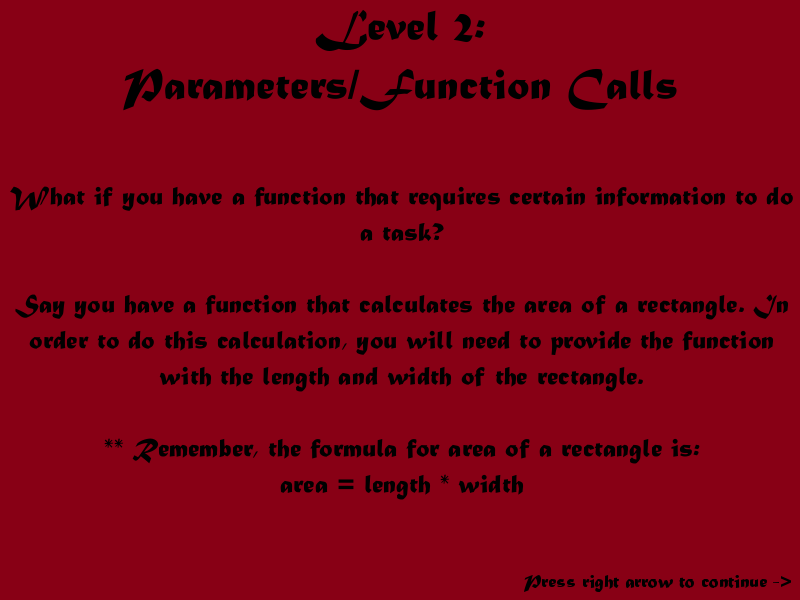 Level 2:
Parameters/Function Calls
What if you have a function that requires certain information to do
a task?
Say you have a function that calculates the area of a rectangle. In
order to do this calculation, you will need to provide the function
with the length and width of the rectangle.
** Remember, the formula for area of a rectangle is:
area = length * width
Press right arrow to continue ->